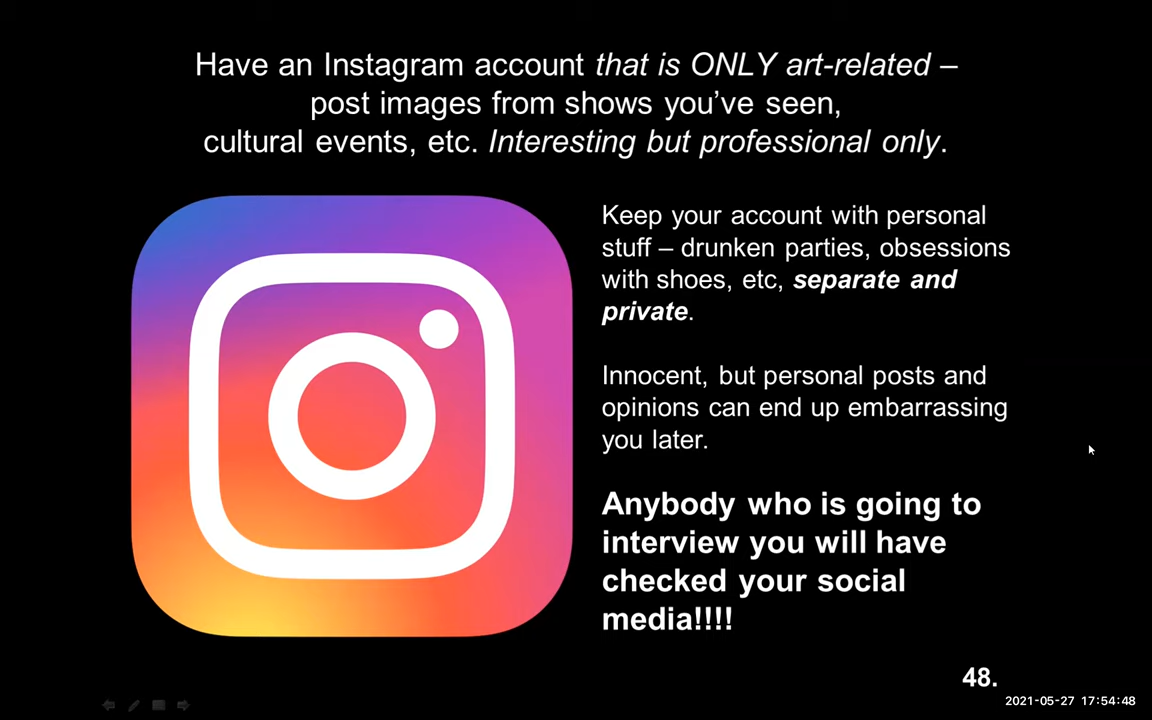 Have an Instagram account that is ONLY art-related –
post images from shows you’ve seen,
cultural events, etc. Interesting but professional only.
Keep your account with personal
stuff – drunken parties, obsessions
with shoes, etc, separate and
private.
Innocent, but personal posts and
opinions can end up embarrassing
you later.
Anybody who is going to
interview you will have
checked your social
media!!!!
48.
2021-05-27 17:54:48